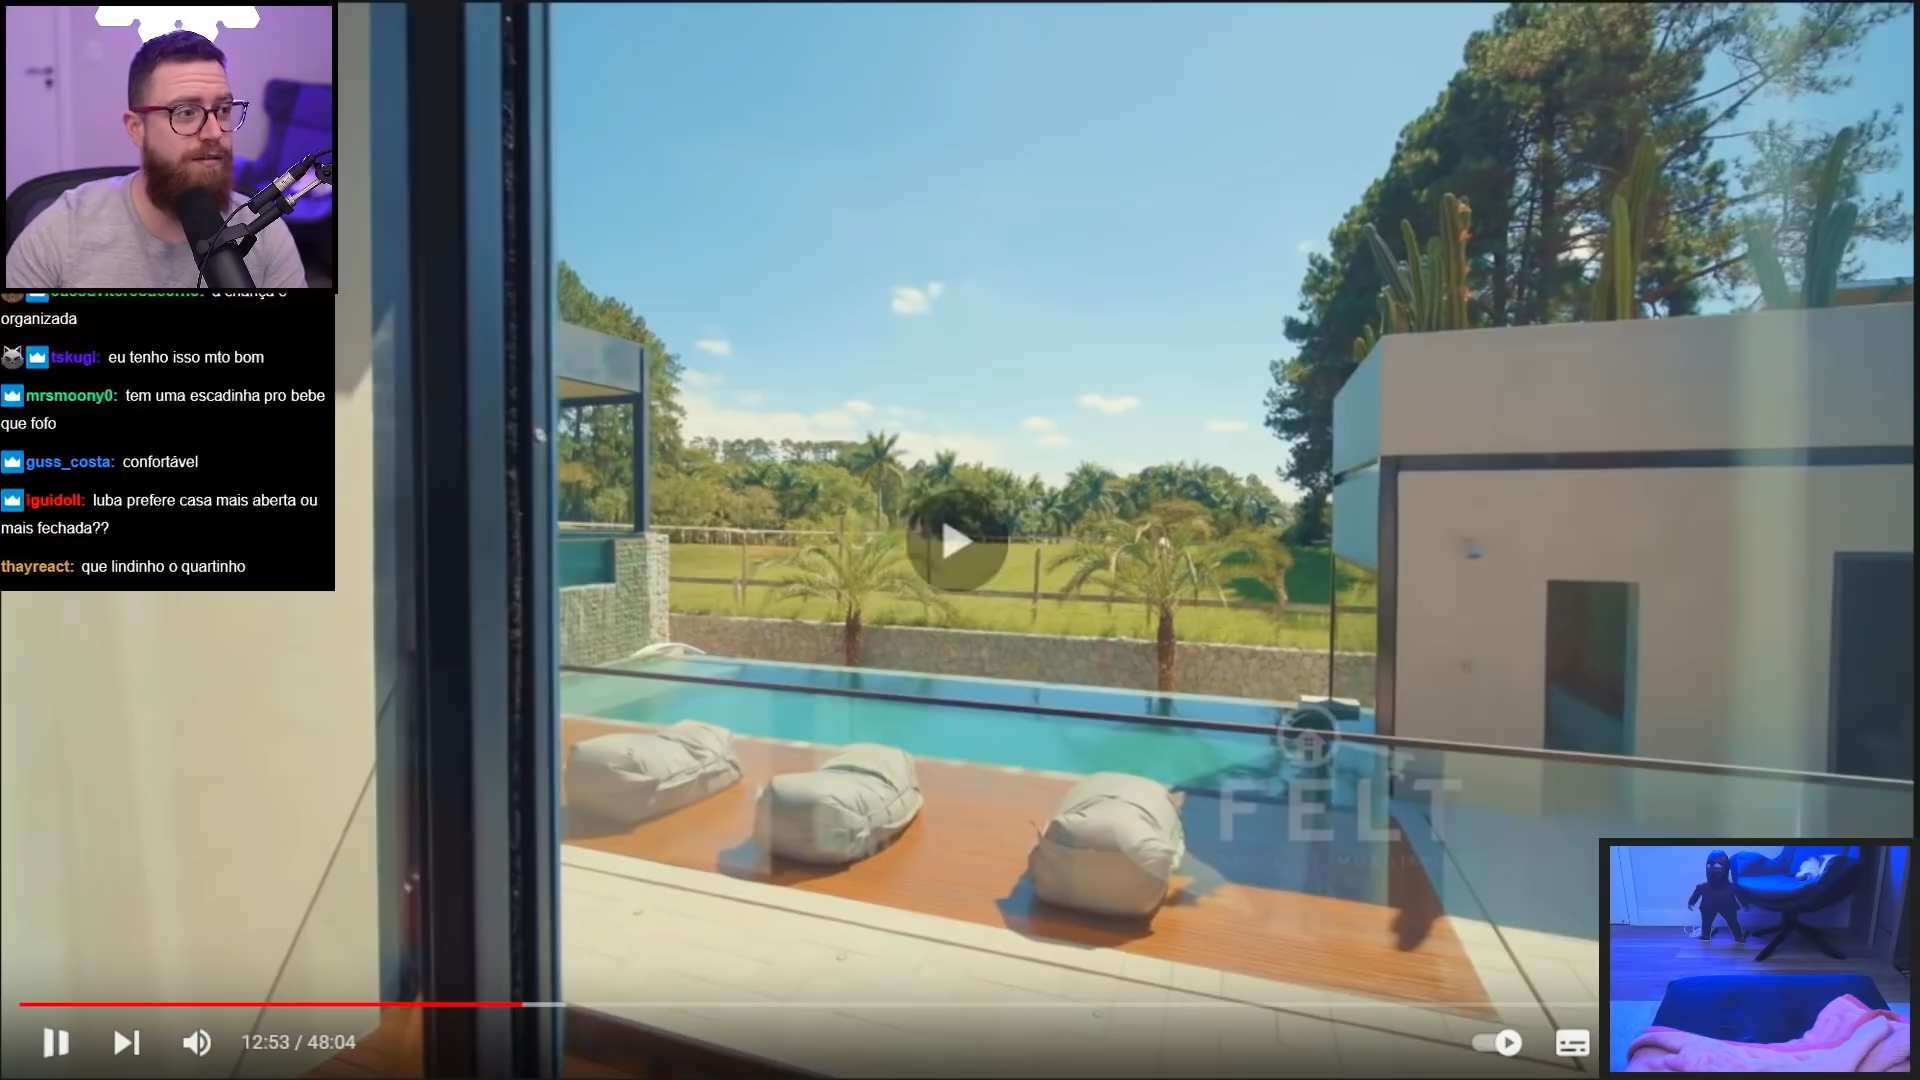 organizada
tskugi: eu tenho isso mto bom
mrsmoony0: tem uma escadinha pro bebe
que fofo
guss_costa: confortável
iguidoll: luba prefere casa mais aberta ou
mais fechada??
thayreact: que lindinho o quartinho
FELT
12:53 / 48:04